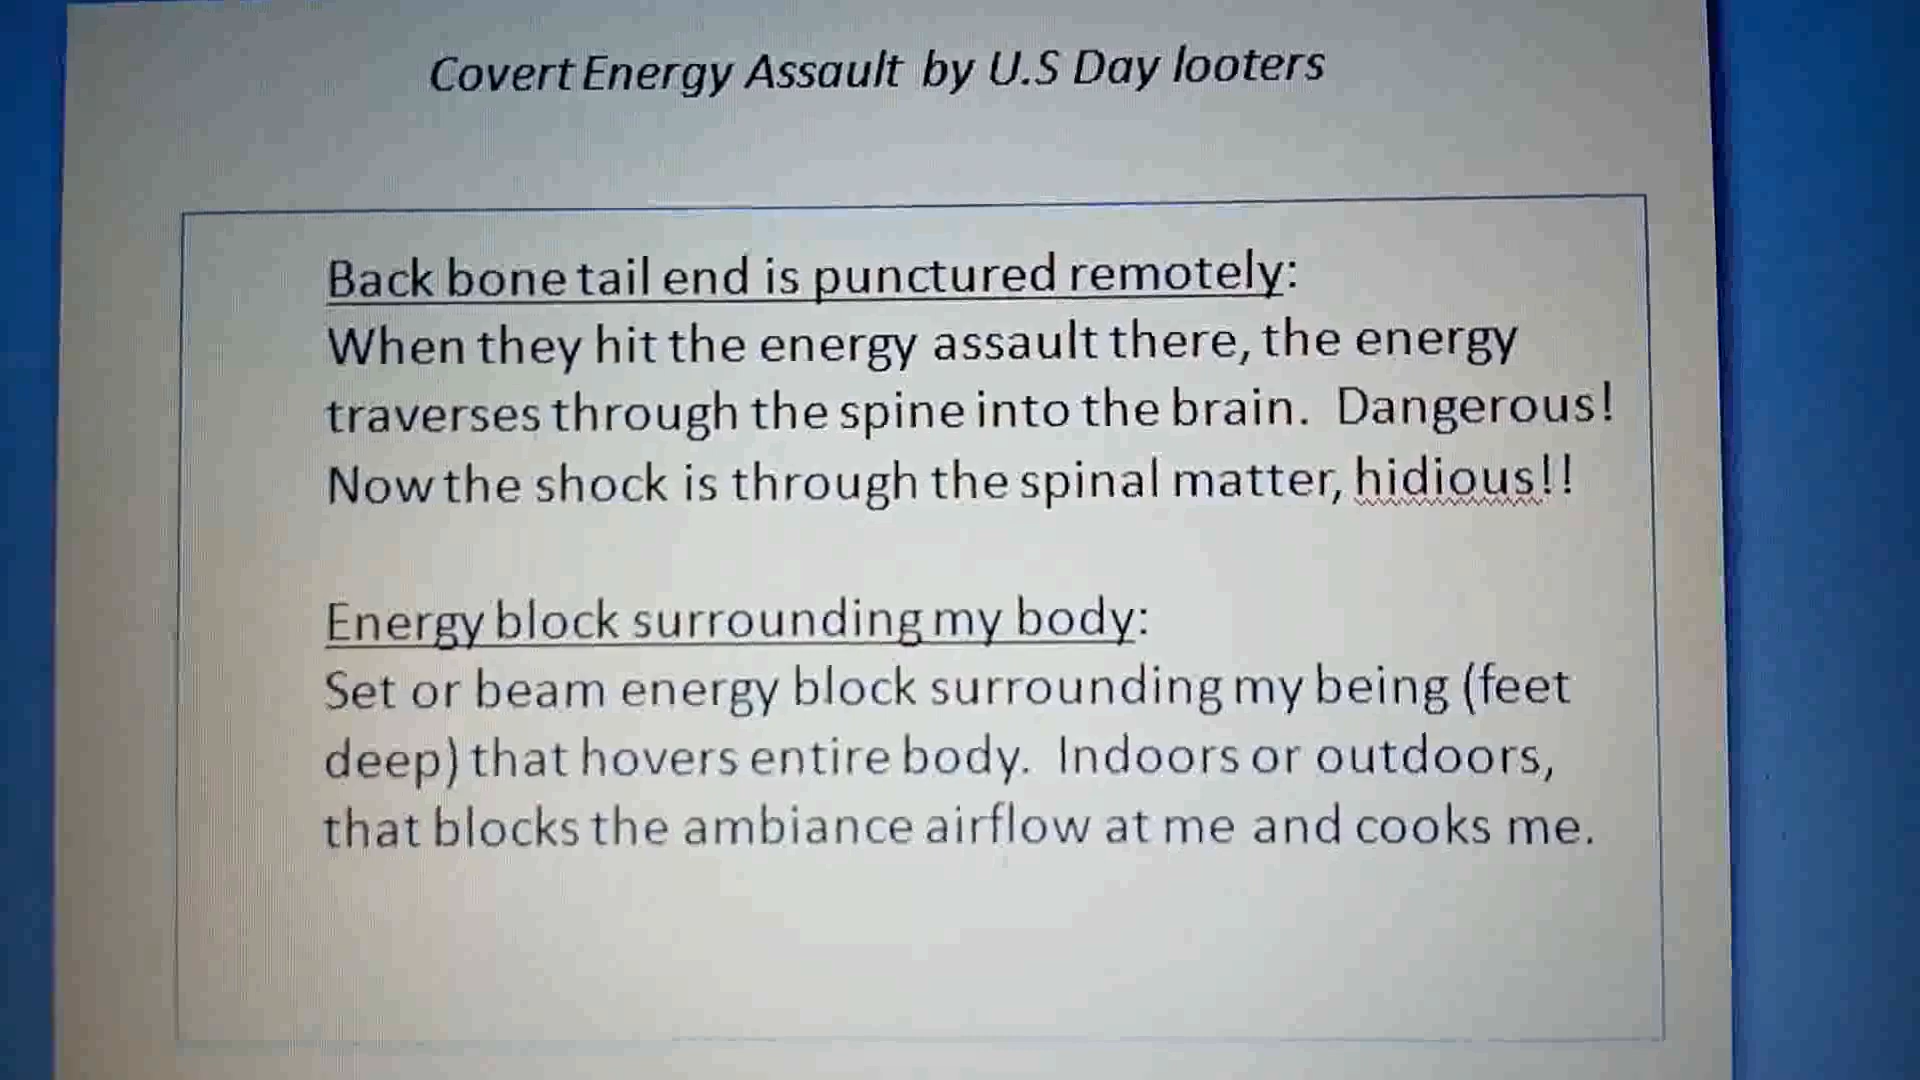 Covert Energy Assault by U.S Day looters
Back bone tail end is punctured remotely:
When they hit the energy assault there, the energy
traverses through the spine into the brain. Dangerous!
Now the shock is through the spinal matter, hidious!!
Energy block surrounding my body:
Set or beam energy block surrounding my being (feet
deep) that hovers entire body. Indoors or outdoors,
that blocks the ambiance airflow at me and cooks me.